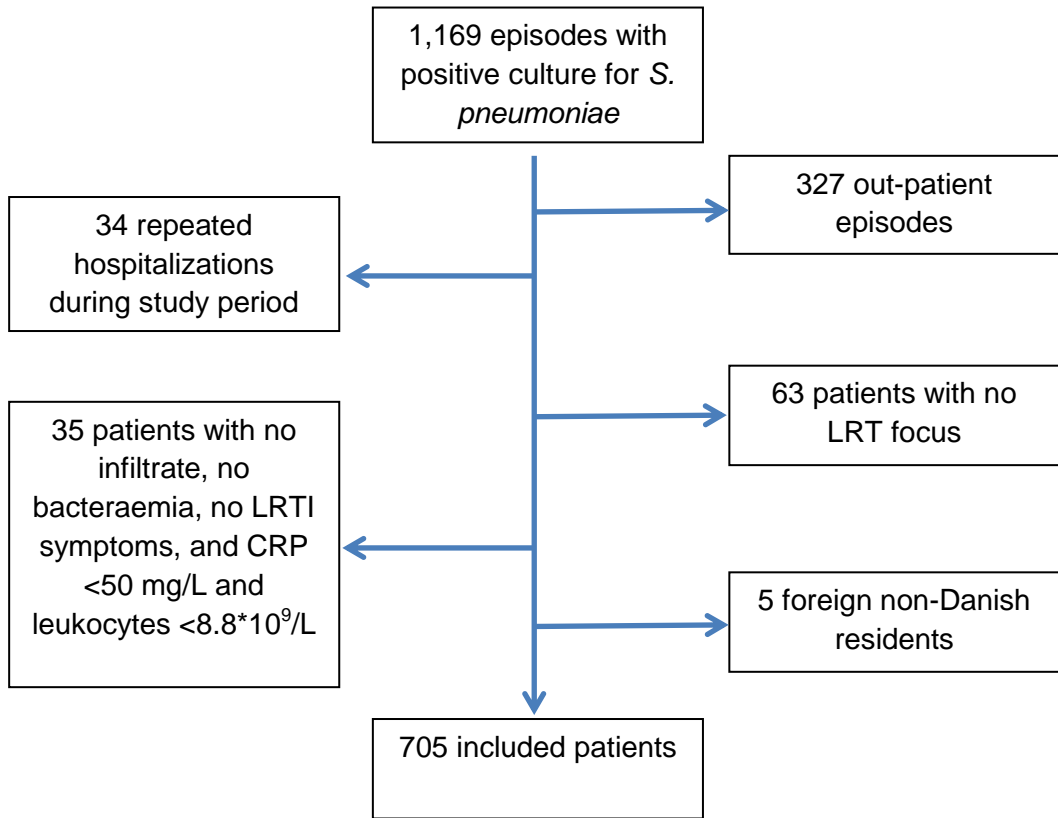 1,169 episodes with
positive culture for S.
pneumoniae
327 out-patient
episodes
34 repeated
hospitalizations
during study period
63 patients with no
LRT focus
35 patients with no
infiltrate, no
bacteraemia, no LRTI
symptoms, and CRP
<50 mg/L and
leukocytes <8.8*10⁹/L
5 foreign non-Danish
residents
705 included patients